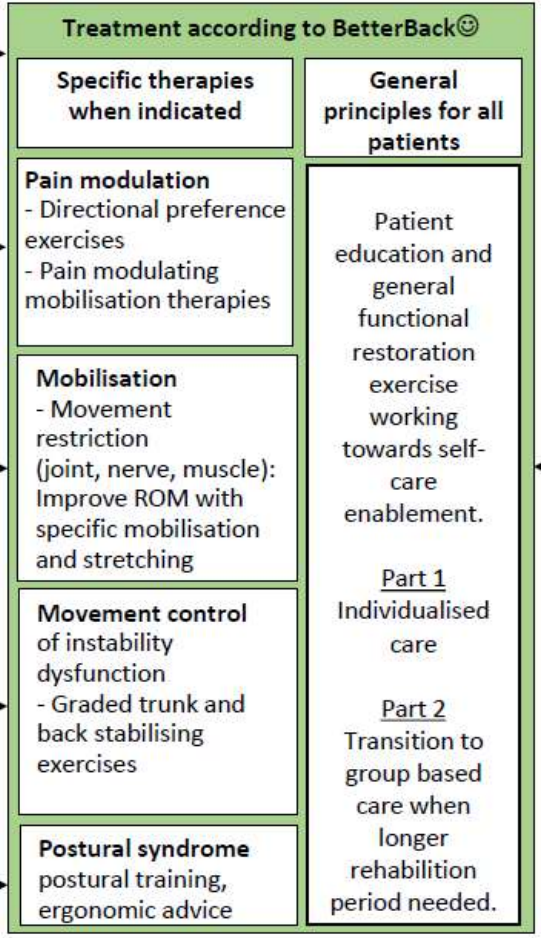 Treatment according to BetterBack☺
Specific therapies
when indicated
General
principles for all
patients
Pain modulation
- Directional preference
exercises
- Pain modulating
mobilisation therapies
Mobilisation
- Movement
restriction
(joint, nerve, muscle):
Improve ROM with
specific mobilisation
and stretching
Movement control
of instability
dysfunction
- Graded trunk and
back stabilising
exercises
Postural syndrome
postural training,
ergonomic advice
Patient
education and
general
functional
restoration
exercise
working
towards self-
care
enablement.
Part 1
Individualised
care
Part 2
Transition to
group based
care when
longer
rehabilition
period needed.